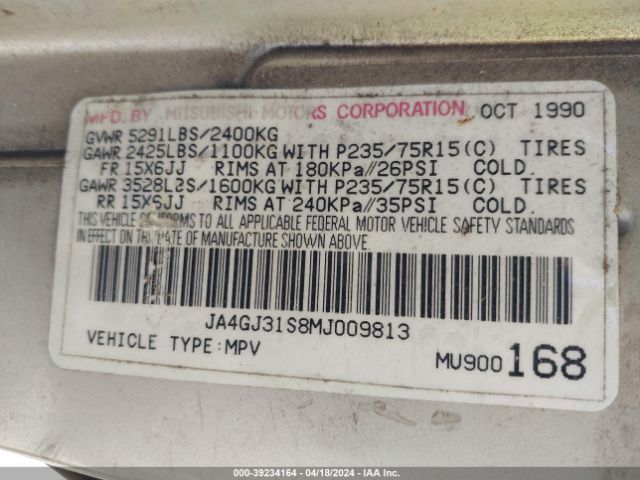 MFD. BY MITSUBISHI MOTORS CORPORATION OCT 1990
GVWR 5291LBS/2400KG
GAWR 2425LBS/1100KG WITH P235/75R15(C) TIRES
FR 15X6JJ RIMS AT 180KPa//26PSI COLD.
GAWR 3528LBS/1600KG WITH P235/75R15(C) TIRES
RR 15X6JJ RIMS AT 240KPa//35PSI COLD.
THIS VEHICLE CONFORMS TO ALL APPLICABLE FEDERAL MOTOR VEHICLE SAFETY STANDARDS
IN EFFECT ON THE DATE OF MANUFACTURE SHOWN ABOVE.
JA4GJ31S8MJ009813
VEHICLE TYPE:MPV
MU900168
000-39234164 - 04/18/2024 - IAA Inc.